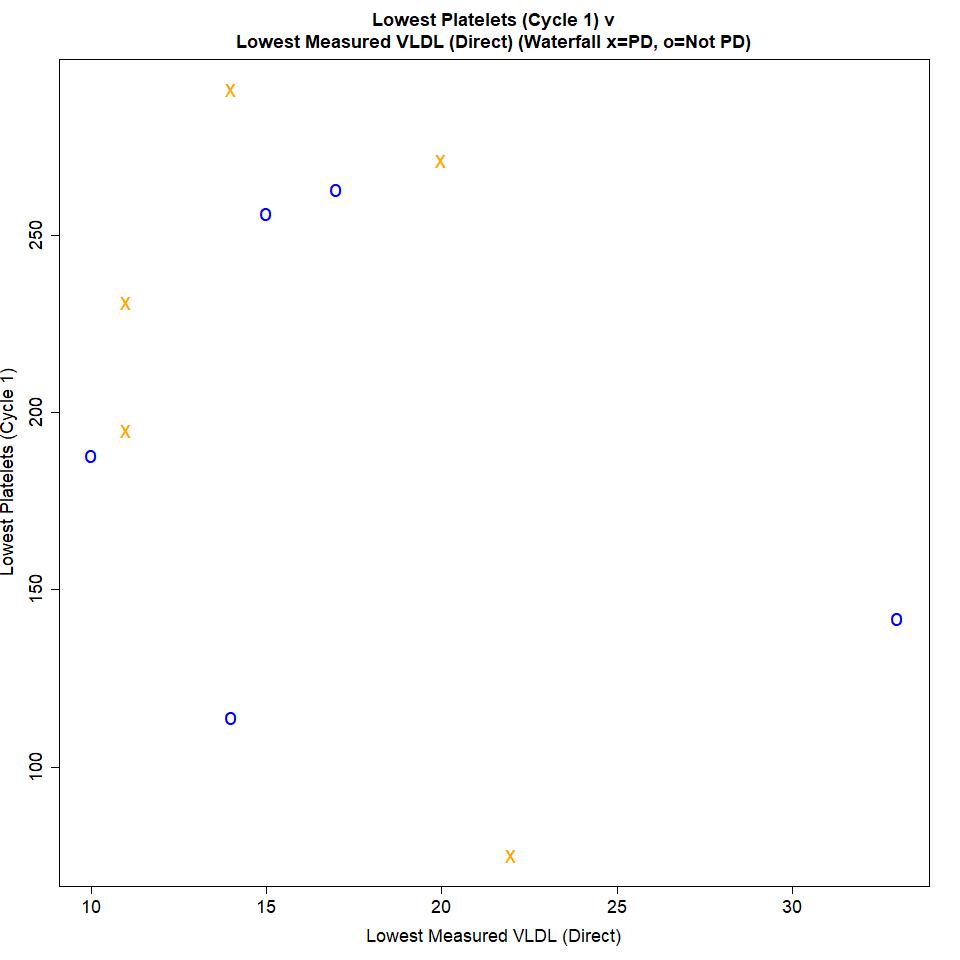 Lowest Platelets (Cycle 1) v
Lowest Measured VLDL (Direct) (Waterfall x=PD, o=Not PD)
Lowest Platelets (Cycle 1)
250
200
150
100
x
x
o
o
x
x
o
o
o
x
10 15 20 25 30
Lowest Measured VLDL (Direct)